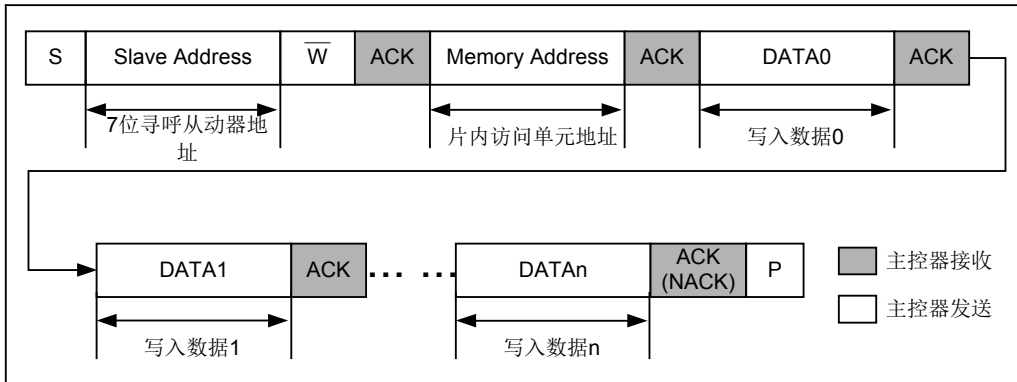 S Slave Address W̅ ACK Memory Address ACK DATA0 ACK
7位寻呼从动器地
址
片内访问单元地址
写入数据0
DATA1 ACK ... ... DATAn ACK
(NACK) P
写入数据1
写入数据n
主控器接收
主控器发送